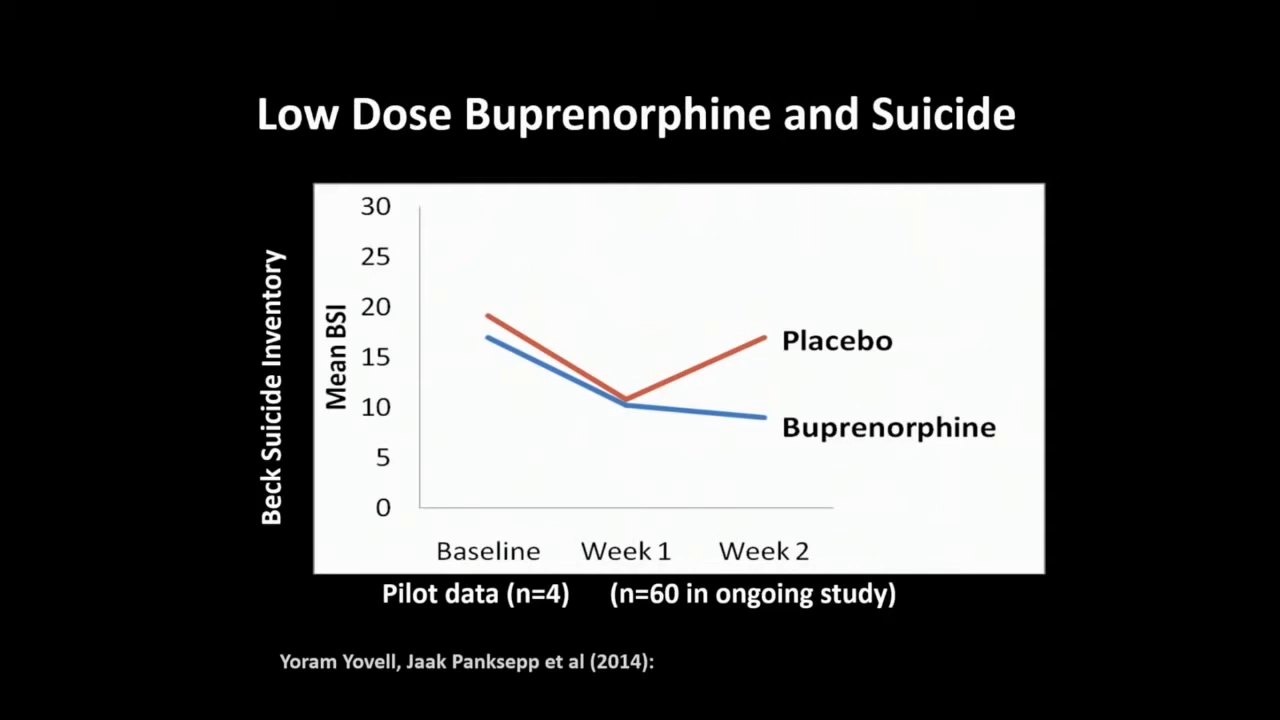 Low Dose Buprenorphine and Suicide
Beck Suicide Inventory
Mean BSI
30
25
20
15
10
5
0
Placebo
Buprenorphine
Baseline Week 1 Week 2
Pilot data (n=4) (n=60 in ongoing study)
Yoram Yovell, Jaak Panksepp et al (2014):